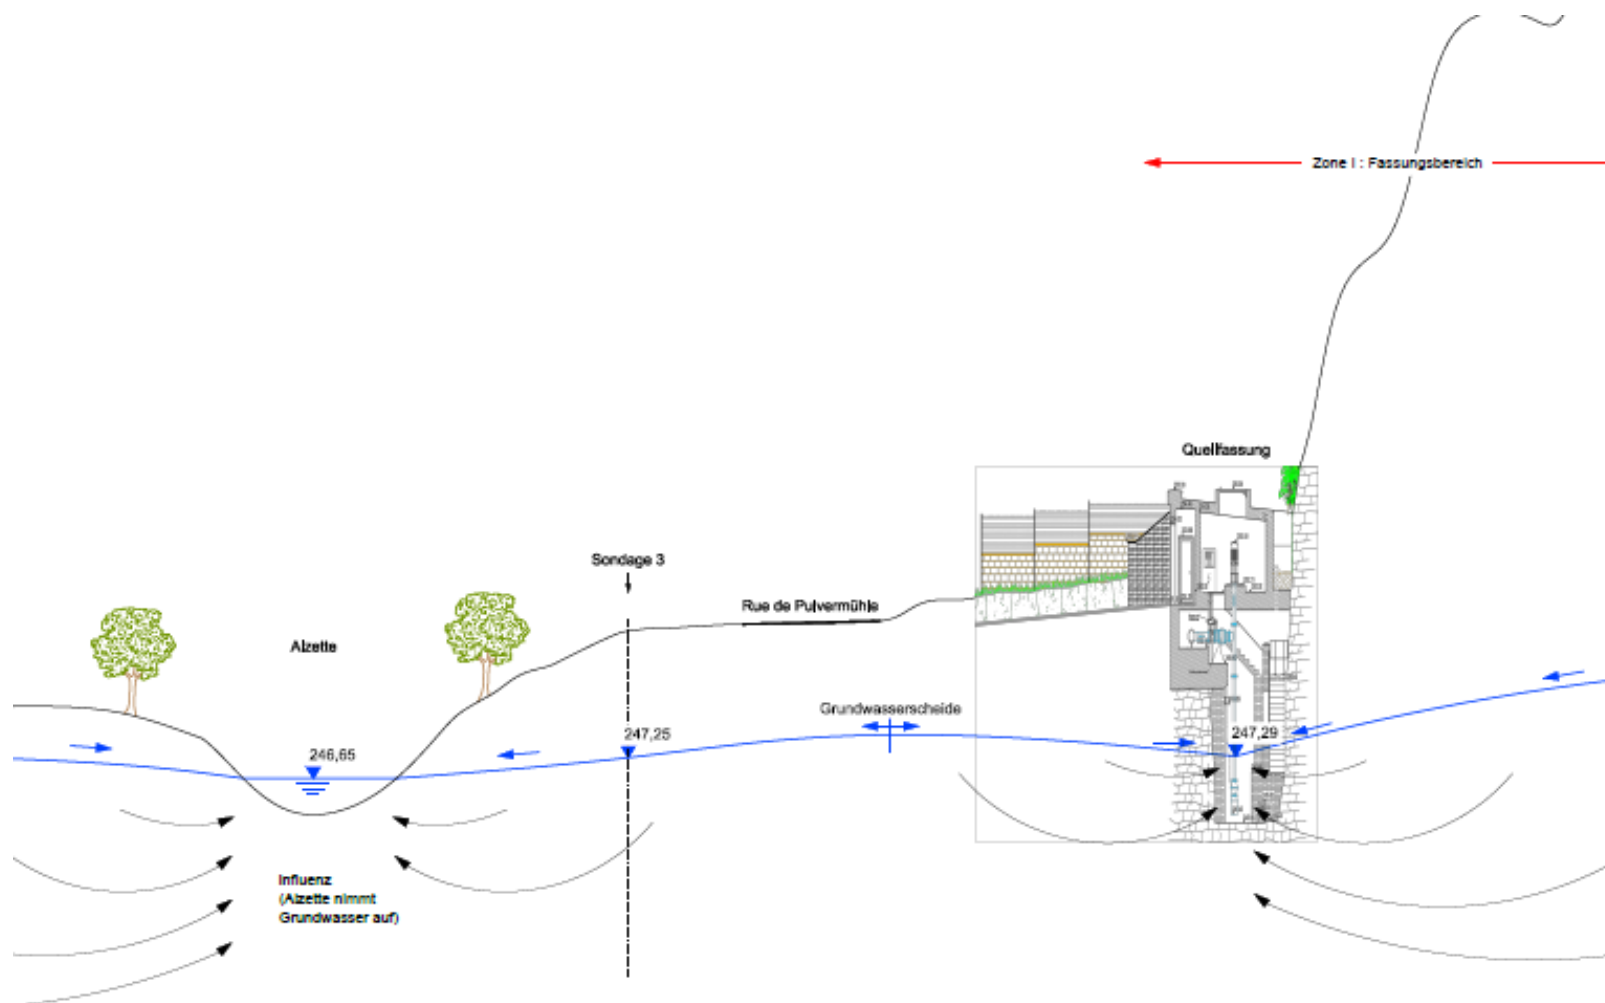 Zone I : Fassungsbereich
Quellfassung
Sondage 3
Rue de Pulvermühle
Alzette
Grundwasserscheide
247,25
247,29
246,65
Influenz
(Alzette nimmt
Grundwasser auf)